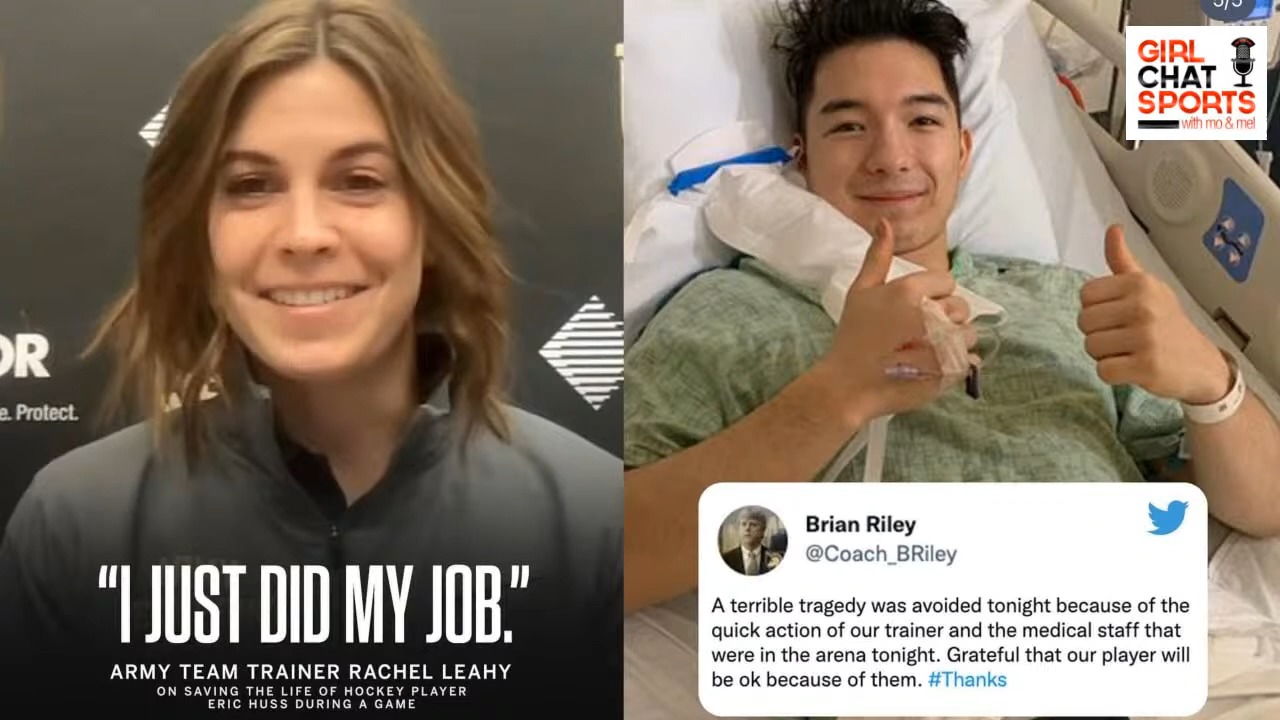 5/5
GIRL
CHAT
SPORTS
with mo & mel
OR
e. Protect.
“I JUST DID MY JOB.”
ARMY TEAM TRAINER RACHEL LEAHY
ON SAVING THE LIFE OF HOCKEY PLAYER
ERIC HUSS DURING A GAME
Brian Riley
@Coach_BRiley
A terrible tragedy was avoided tonight because of the
quick action of our trainer and the medical staff that
were in the arena tonight. Grateful that our player will
be ok because of them. #Thanks